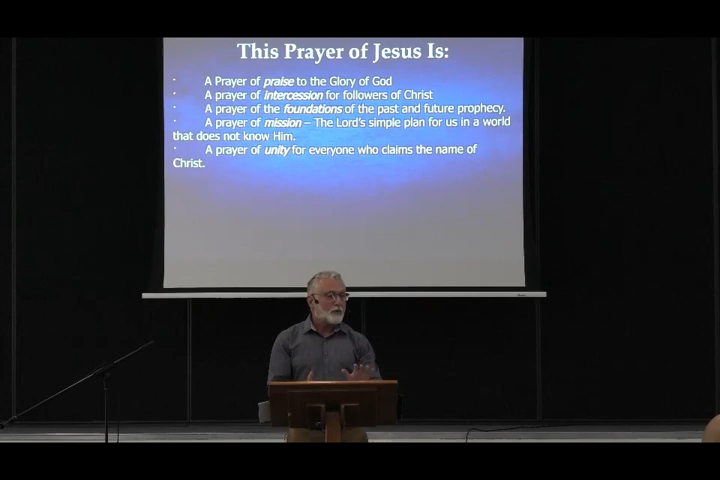 This Prayer of Jesus Is:
· A Prayer of praise to the Glory of God
· A prayer of intercession for followers of Christ
· A prayer of the foundations of the past and future prophecy.
· A prayer of mission – The Lord's simple plan for us in a world
that does not know Him.
· A prayer of unity for everyone who claims the name of
Christ.